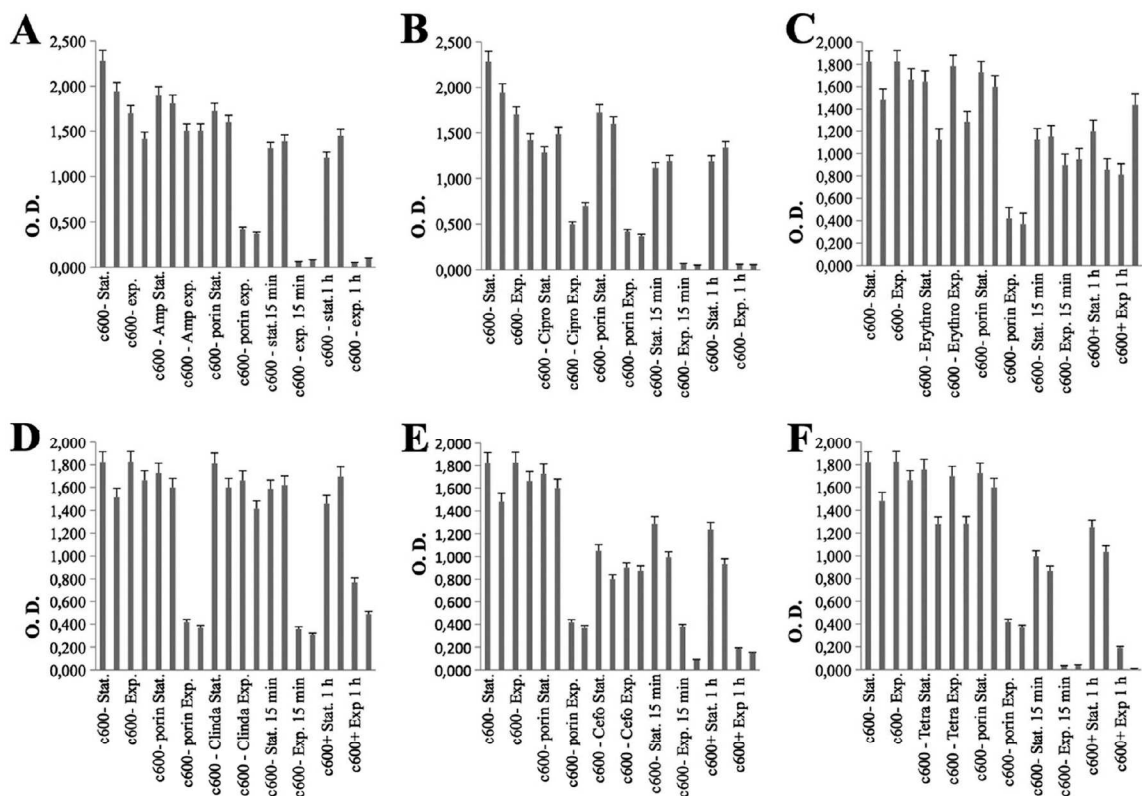 A
2,500
2,000
1,500
1,000
0,500
0,000
O. D.
c600- Stat.
c600- exp.
c600 - Amp Stat.
c600 - Amp exp.
c600 - porin Stat.
c600 - porin exp.
c600 - stat.15 min
c600 - exp. 15 min
c600 - stat.1 h
c600 - exp. 1 h
B
2,500
2,000
1,500
1,000
0,500
0,000
O. D.
c600- Stat.
c600- Exp.
c600 - Cipro Stat.
c600 - Cipro Exp.
c600- porin Stat.
c600- porin Exp.
c600- Stat. 15 min
c600- Exp. 15 min
c600- Stat. 1 h
c600- Exp. 1 h
C
2,000
1,800
1,600
1,400
1,200
1,000
0,800
0,600
0,400
0,200
0,000
O. D.
c600- Stat.
c600- Exp.
c600 - Erythro Stat.
c600 - Erythro Exp.
c600- porin Stat.
c600- porin Exp.
c600- Stat. 15 min
c600- Exp. 15 min
c600+ Stat. 1 h
c600+ Exp 1 h
D
2,000
1,800
1,600
1,400
1,200
1,000
0,800
0,600
0,400
0,200
0,000
O. D.
c600- Stat.
c600- Exp.
c600- porin Stat.
c600- porin Exp.
c600 - Clinda Stat.
c600 - Clinda Exp.
c600- Stat. 15 min
c600- Exp. 15 min
c600+ Stat. 1 h
c600+ Exp 1 h
E
2,000
1,800
1,600
1,400
1,200
1,000
0,800
0,600
0,400
0,200
0,000
O. D.
c600- Stat.
c600- Exp.
c600- porin Stat.
c600- porin Exp.
c600 - Cefo Stat.
c600 - Cefo Exp.
c600- Stat. 15 min
c600- Exp. 15 min
c600+ Stat. 1 h
c600+ Exp 1 h
F
2,000
1,800
1,600
1,400
1,200
1,000
0,800
0,600
0,400
0,200
0,000
O. D.
c600- Stat.
c600- Exp.
c600 - Tetra Stat.
c600 - Tetra Exp.
c600- porin Stat.
c600- porin Exp.
c600- Stat. 15 min
c600- Exp. 15 min
c600+ Stat. 1 h
c600+ Exp 1 h